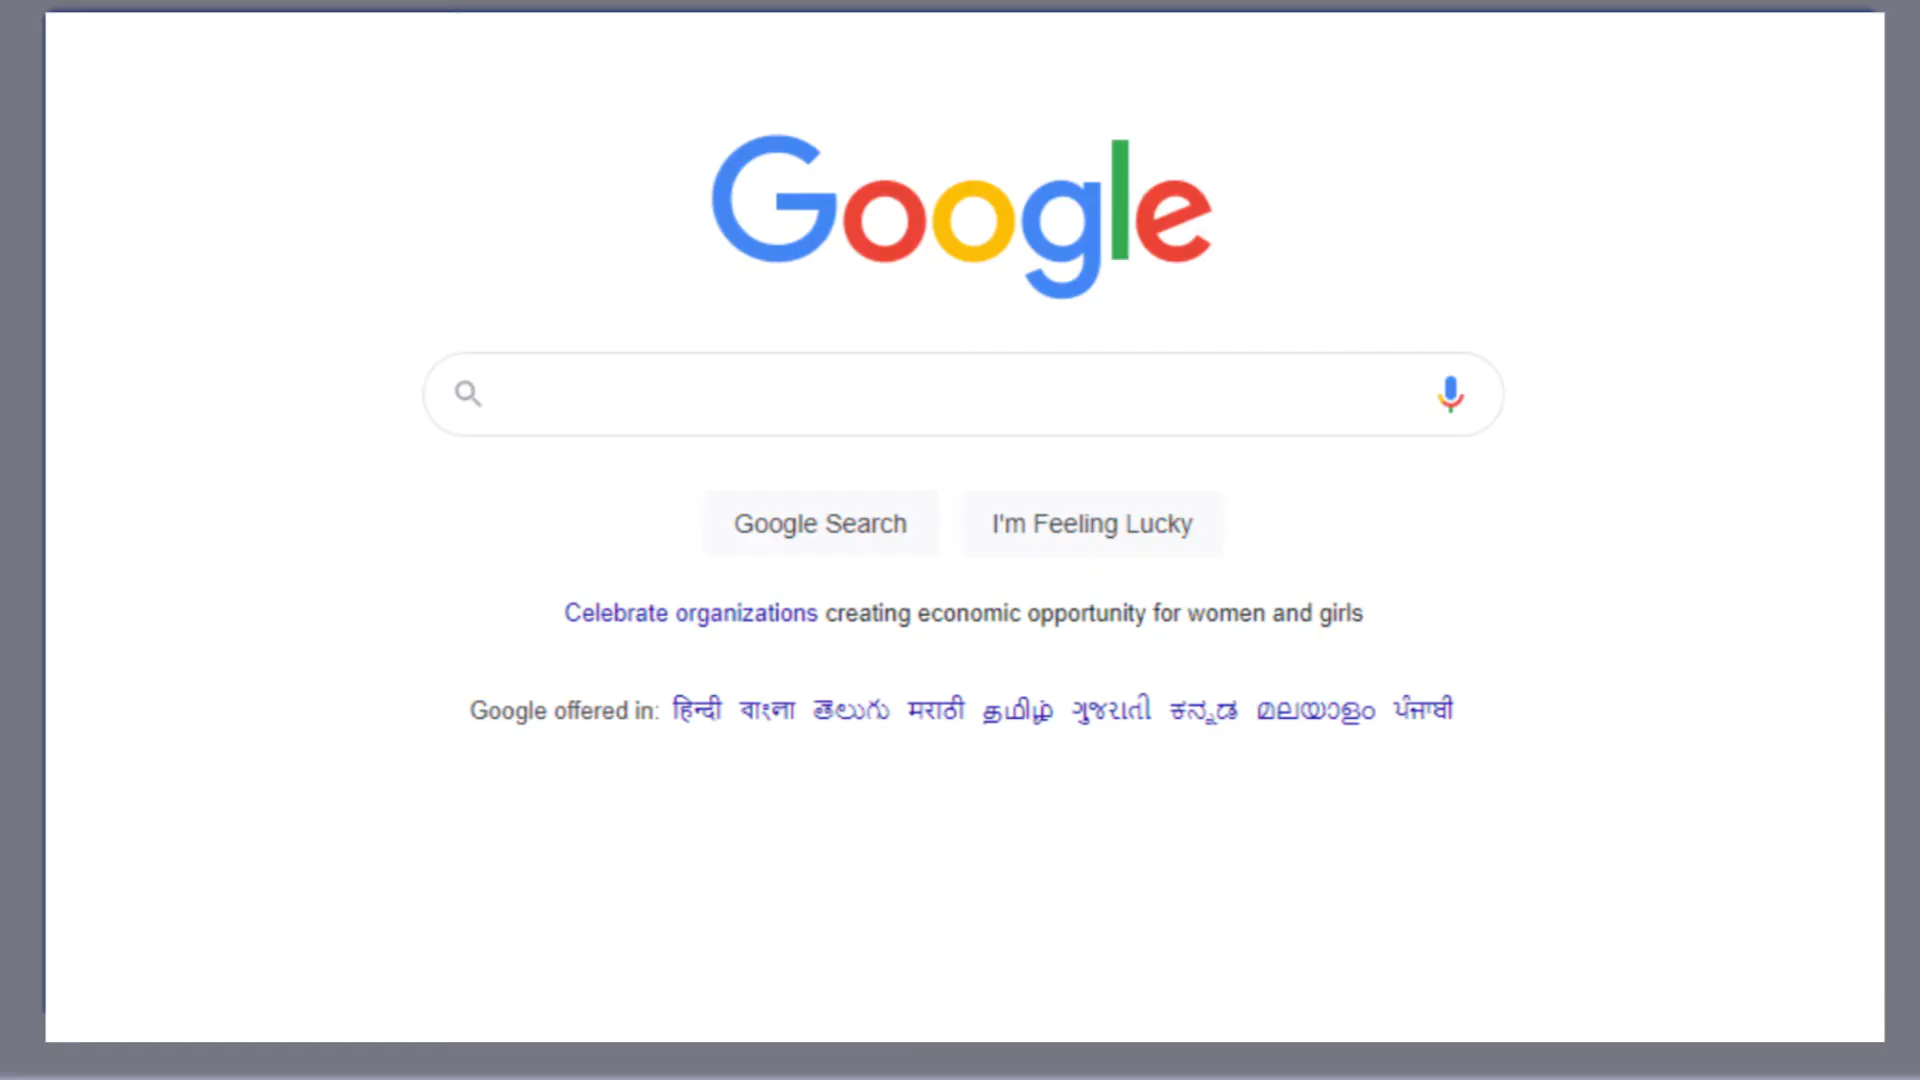 Google
Google Search I'm Feeling Lucky
Celebrate organizations creating economic opportunity for women and girls
Google offered in: हिन्दी বাংলা తెలుగు मराठी தமிழ் ગુજરાતી ಕನ್ನಡ മലയാളം ਪੰਜਾਬੀ